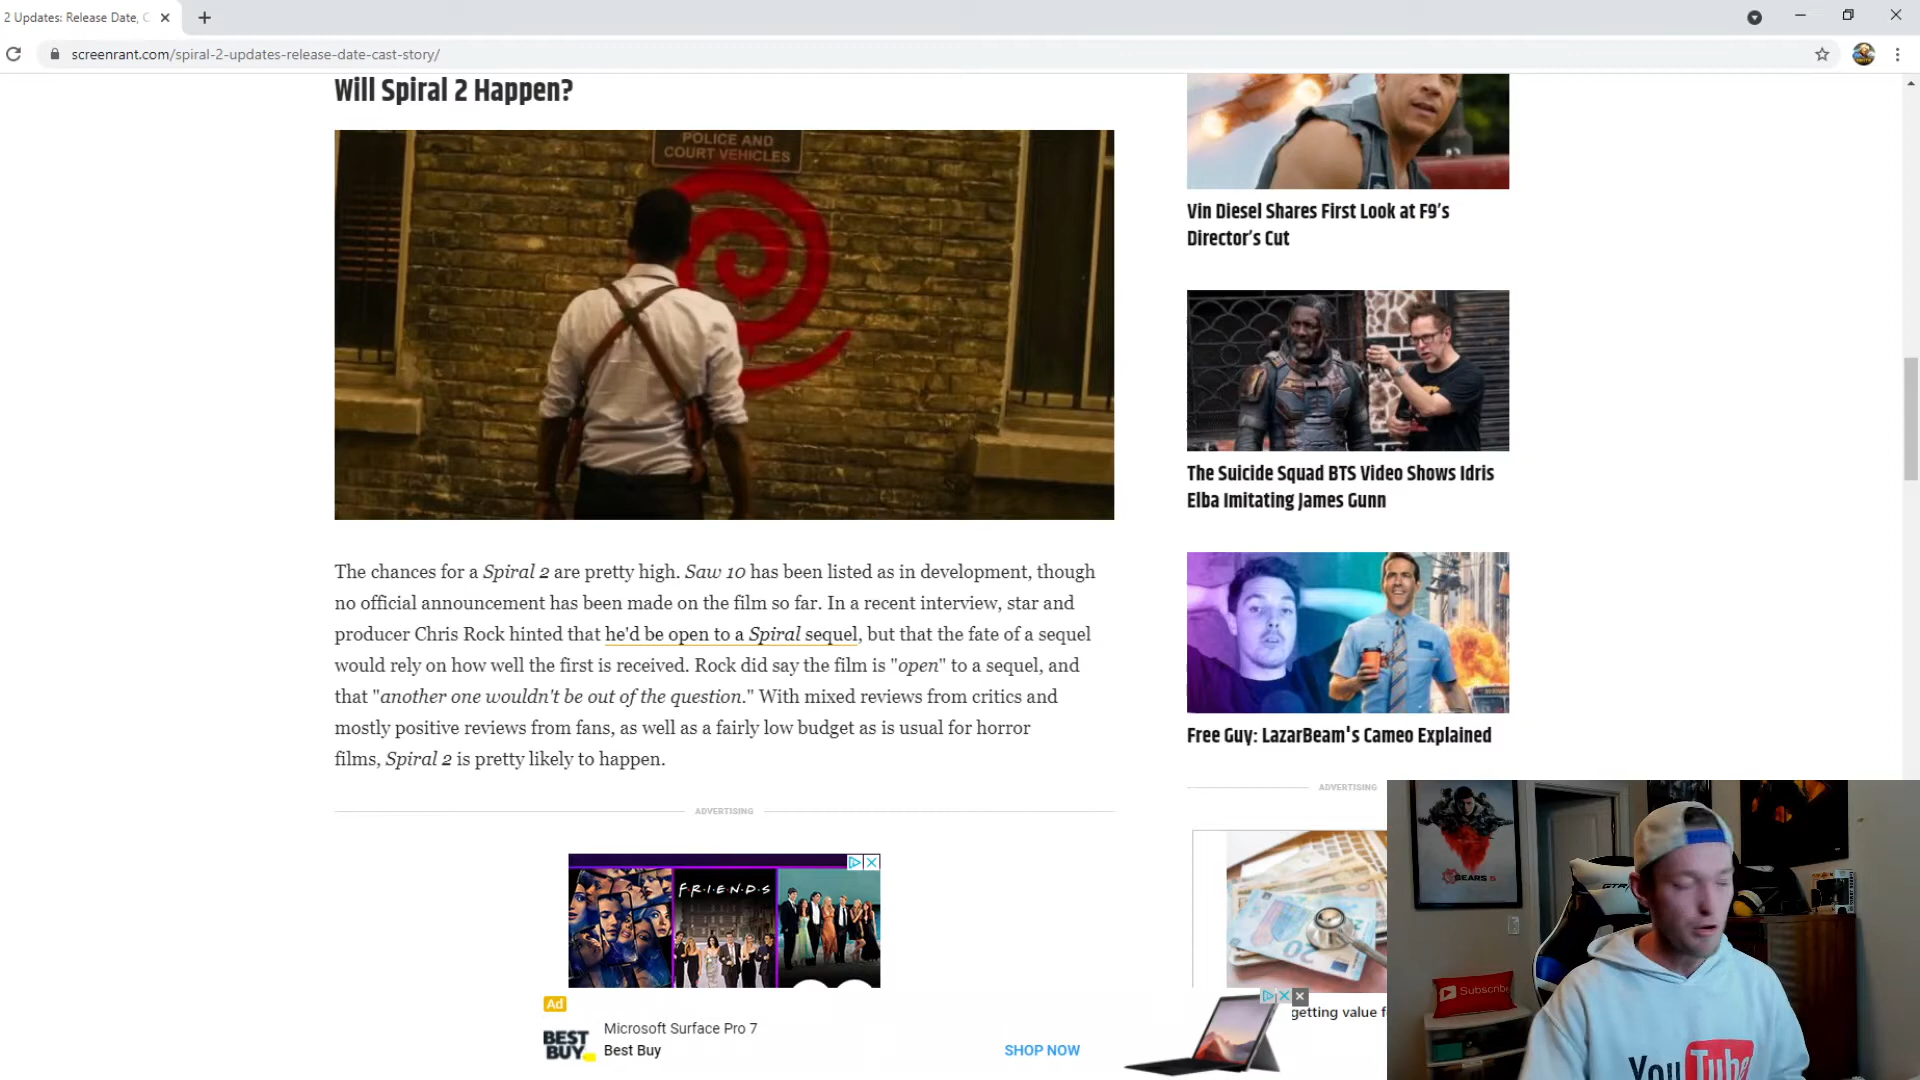 2 Updates: Release Date, C
screenrant.com/spiral-2-updates-release-date-cast-story/
Will Spiral 2 Happen?
POLICE AND
COURT VEHICLES
The chances for a Spiral 2 are pretty high. Saw 10 has been listed as in development, though
no official announcement has been made on the film so far. In a recent interview, star and
producer Chris Rock hinted that he'd be open to a Spiral sequel, but that the fate of a sequel
would rely on how well the first is received. Rock did say the film is "open" to a sequel, and
that "another one wouldn't be out of the question." With mixed reviews from critics and
mostly positive reviews from fans, as well as a fairly low budget as is usual for horror
films, Spiral 2 is pretty likely to happen.
ADVERTISING
F·R·I·E·N·D·S
Ad
BEST
BUY
Microsoft Surface Pro 7
Best Buy
SHOP NOW
Vin Diesel Shares First Look at F9's
Director's Cut
The Suicide Squad BTS Video Shows Idris
Elba Imitating James Gunn
Free Guy: LazarBeam's Cameo Explained
ADVERTISING
20
getting value f
GEARS 5
GTR
Subscribe
You Tube